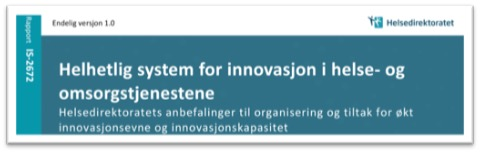 Endelig versjon 1.0
Helsedirektoratet
Rapport IS-2672
Helhetlig system for innovasjon i helse- og
omsorgstjenestene
Helsedirektoratets anbefalinger til organisering og tiltak for økt
innovasjonsevne og innovasjonskapasitet